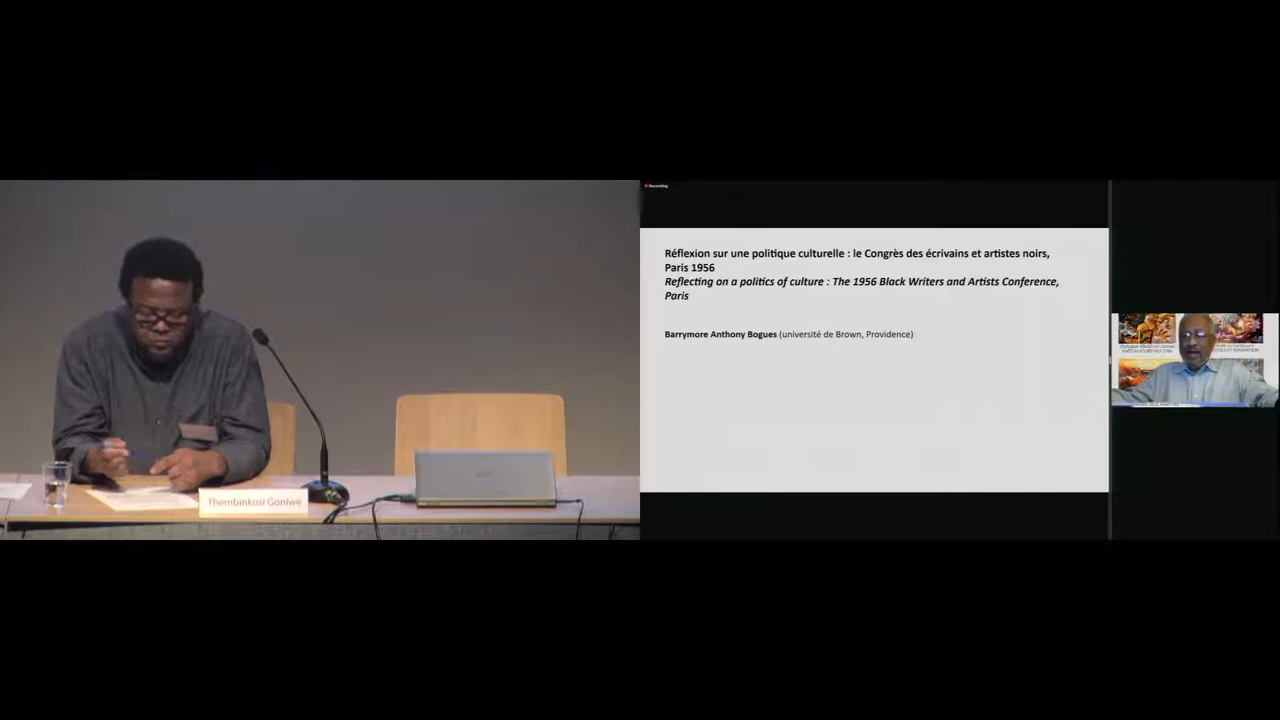 Thembinkosi Goniwe
Recording
Réflexion sur une politique culturelle : le Congrès des écrivains et artistes noirs,
Paris 1956
Reflecting on a politics of culture : The 1956 Black Writers and Artists Conference,
Paris
Barrymore Anthony Bogues (université de Brown, Providence)